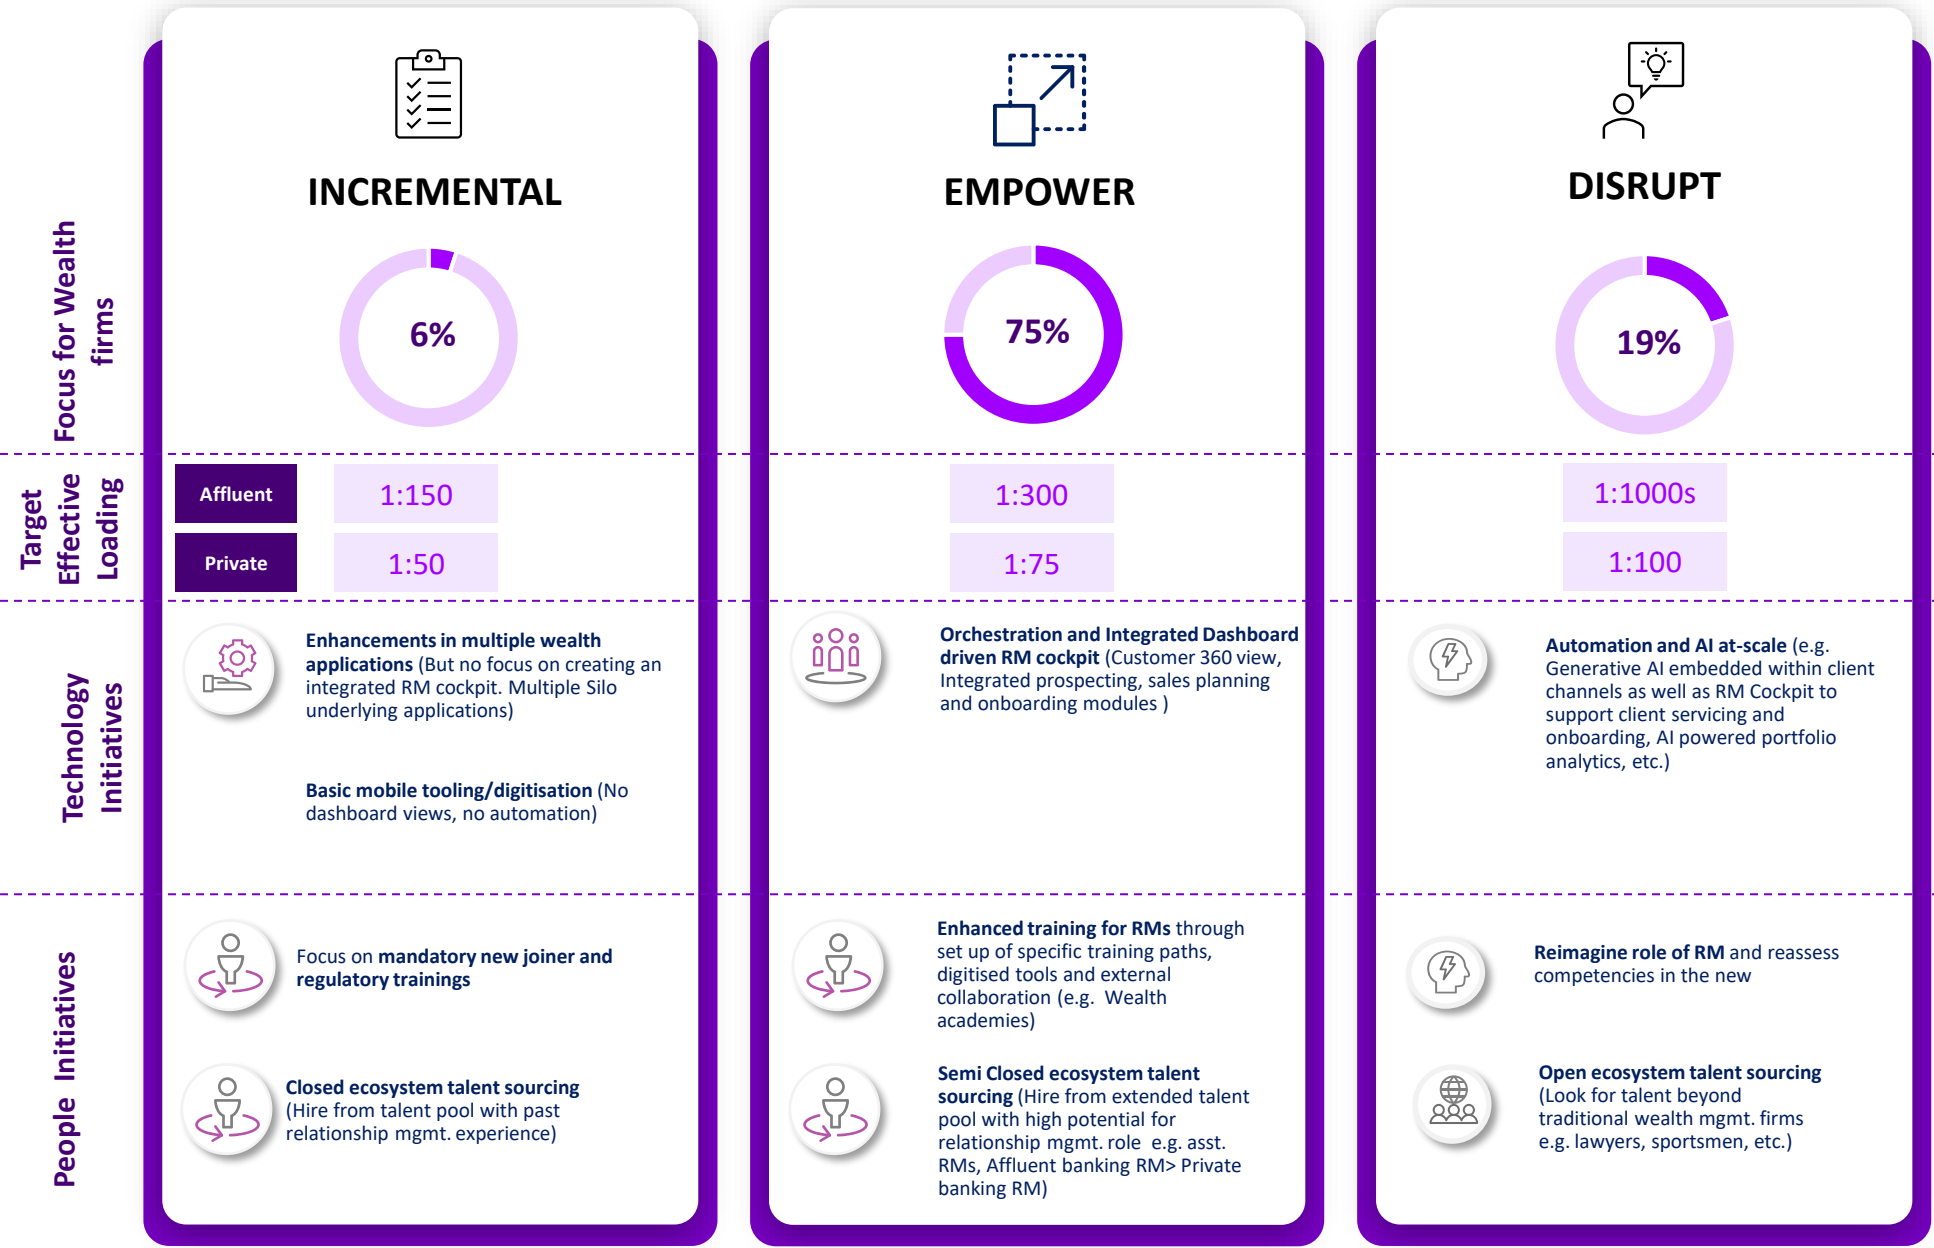 INCREMENTAL
EMPOWER
DISRUPT
Focus for Wealth
firms
6%
75%
19%
Target
Effective
Loading
Affluent
1:150
1:300
1:1000s
Private
1:50
1:75
1:100
Technology
Initiatives
Enhancements in multiple wealth
applications (But no focus on creating an
integrated RM cockpit. Multiple Silo
underlying applications)
Basic mobile tooling/digitisation (No
dashboard views, no automation)
Orchestration and Integrated Dashboard
driven RM cockpit (Customer 360 view,
Integrated prospecting, sales planning
and onboarding modules )
Automation and AI at-scale (e.g.
Generative AI embedded within client
channels as well as RM Cockpit to
support client servicing and
onboarding, AI powered portfolio
analytics, etc.)
People Initiatives
Focus on mandatory new joiner and
regulatory trainings
Closed ecosystem talent sourcing
(Hire from talent pool with past
relationship mgmt. experience)
Enhanced training for RMs through
set up of specific training paths,
digitised tools and external
collaboration (e.g. Wealth
academies)
Semi Closed ecosystem talent
sourcing (Hire from extended talent
pool with high potential for
relationship mgmt. role e.g. asst.
RMs, Affluent banking RM> Private
banking RM)
Reimagine role of RM and reassess
competencies in the new
Open ecosystem talent sourcing
(Look for talent beyond
traditional wealth mgmt. firms
e.g. lawyers, sportsmen, etc.)